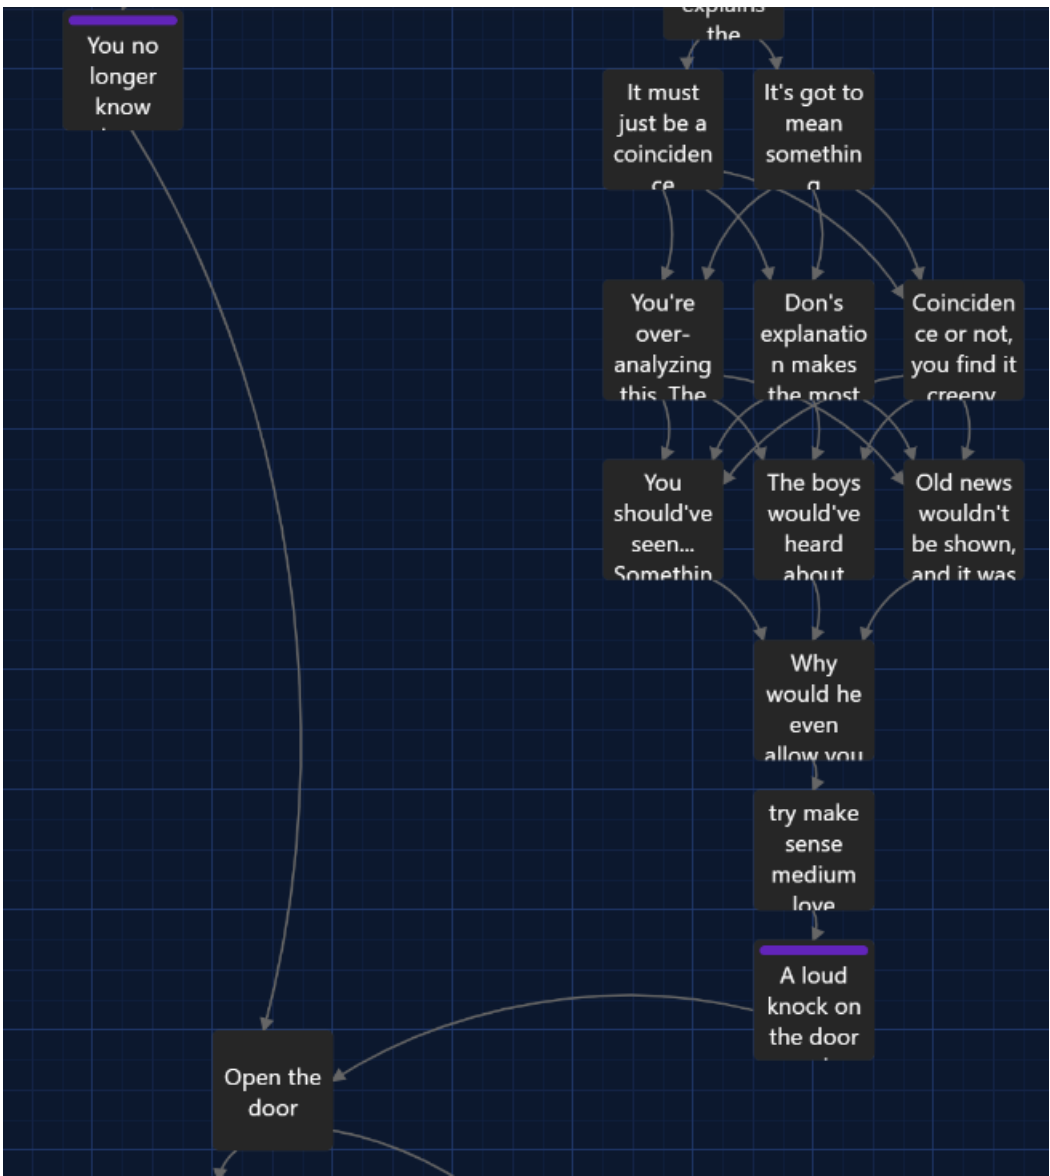 You no
longer
know
explains
the
It must
just be a
coinciden
ce
It's got to
mean
somethin
g
You're
over-
analyzing
this. The
Don's
explanatio
n makes
the most
Coinciden
ce or not,
you find it
creepy
You
should've
seen...
Somethin
The boys
would've
heard
about
Old news
wouldn't
be shown,
and it was
Why
would he
even
allow you
try make
sense
medium
love
A loud
knock on
the door
Open the
door